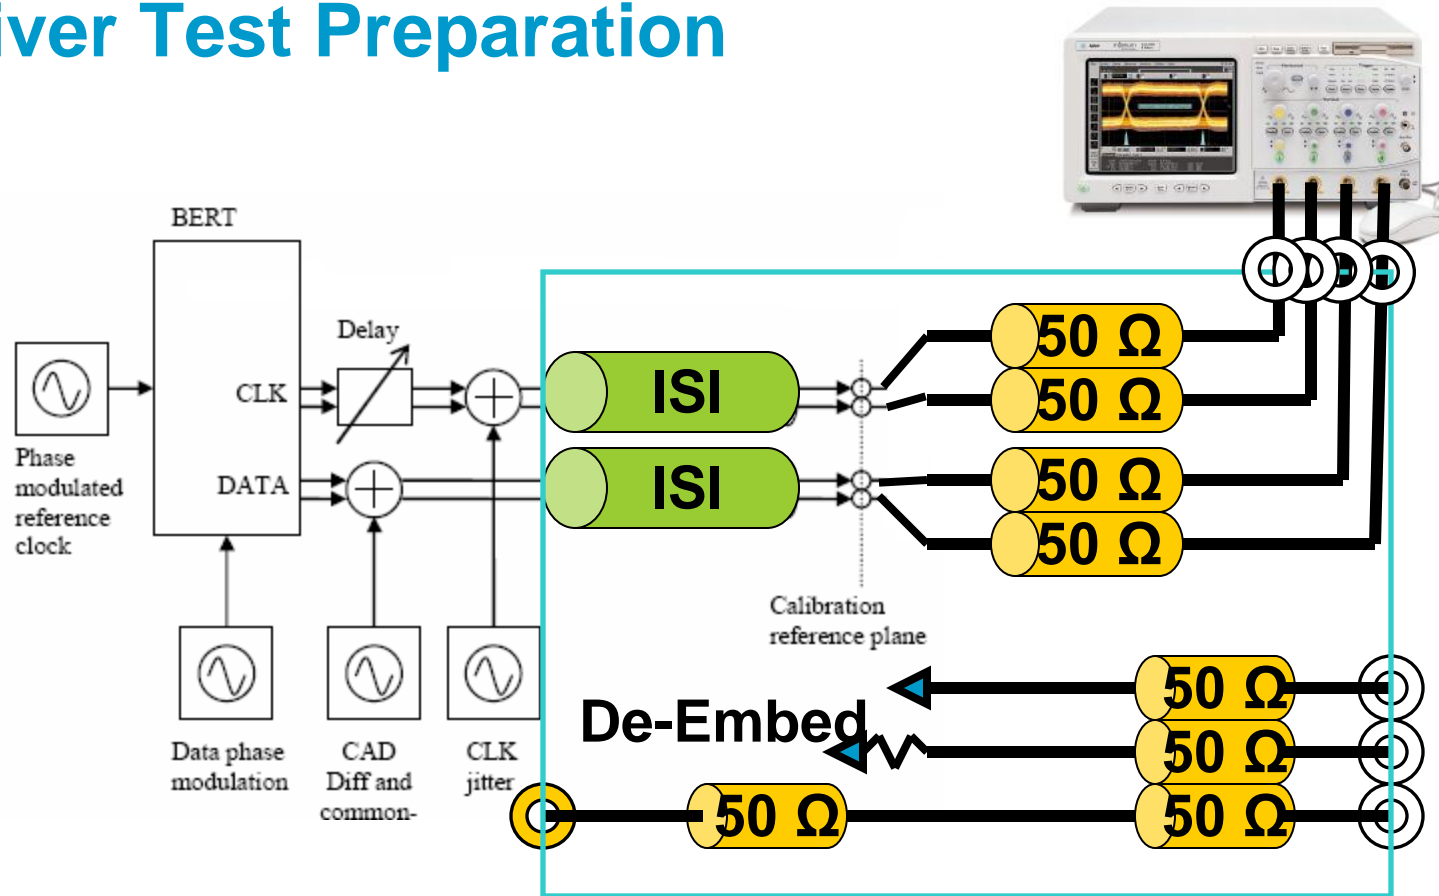 iver Test Preparation
BERT
Delay
CLK
DATA
Phase
modulated
reference
clock
ISI
ISI
50 Ω
50 Ω
50 Ω
50 Ω
Calibration
reference plane
Data phase
modulation
CAD
Diff and
common-
CLK
jitter
De-Embed
50 Ω
50 Ω
50 Ω
50 Ω